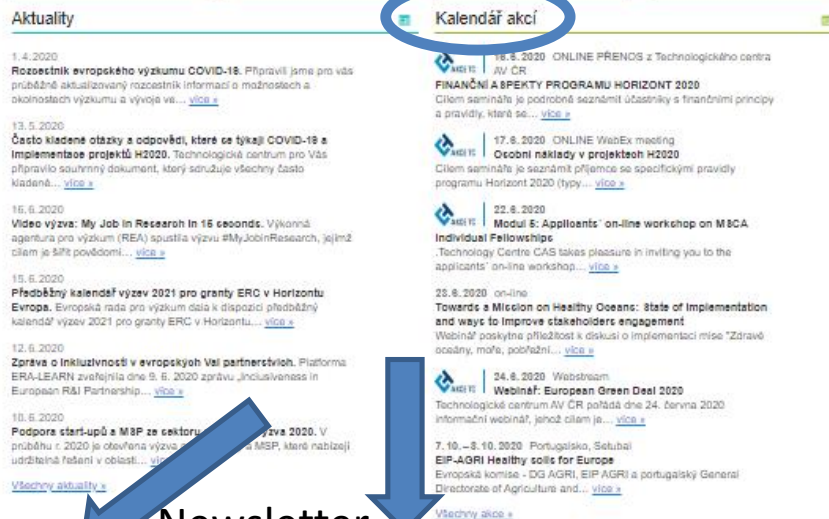 Aktuality
1.4.2020
Rozcestník evropského výzkumu COVID-19. Připravili jsme pro vás
průběžně aktualizovaný rozcestník informací o možnostech a
okolnostech výzkumu a vývoje ve... více »
13.5.2020
Často kladené otázky a odpovědi, které se týkají COVID-19 a
implementace projektů H2020. Technologické centrum pro Vás
připravilo souhrnný dokument, který sdružuje všechny často
kladené... více »
16.6.2020
Video výzva: My Job in Research in 15 seconds. Výkonná
agentura pro výzkum (REA) spustila výzvu #MyJobinResearch, jejímž
cílem je šířit povědomí... více »
15.6.2020
Předběžný kalendář výzev 2021 pro granty ERC v Horizontu
Evropa. Evropská rada pro výzkum dala k dispozici předběžný
kalendář výzev 2021 pro granty ERC v Horizontu... více »
12.6.2020
Zpráva o inkluzivnosti v evropských VaI partnerstvích. Platforma
ERA-LEARN zveřejnila dne 9. 6. 2020 zprávu „Inclusiveness in
European R&I Partnership... více »
10.6.2020
Podpora start-upů a MSP ze sektoru výzva 2020. V
průběhu r. 2020 je otevřena výzva a MSP, které nabízejí
udržitelná řešení v oblasti...
Všechny aktuality »
Newsletter
Kalendář akcí
AKCE TC
16.6.2020 ONLINE PŘENOS z Technologického centra
AV ČR
FINANČNÍ ASPEKTY PROGRAMU HORIZONT 2020
Cílem semináře je podrobně seznámit účastníky s finančními principy
a pravidly, které se... více »
AKCE TC
17.6.2020 ONLINE WebEx meeting
Osobní náklady v projektech H2020
Cílem semináře je seznámit příjemce se specifickými pravidly
programu Horizont 2020 (typy... více »
AKCE TC
22.6.2020
Modul 5: Applicants´ on-line workshop on MSCA
Individual Fellowships
.Technology Centre CAS takes pleasure in inviting you to the
applicants´ on-line workshop... více »
23.6.2020 on-line
Towards a Mission on Healthy Oceans: State of Implementation
and ways to improve stakeholders engagement
Webinář poskytne příležitost k diskusi o implementaci mise "Zdravé
oceány, moře, pobřežní... více »
AKCE TC
24.6.2020 Webstream
Webinář: European Green Deal 2020
Technologické centrum AV ČR pořádá dne 24. června 2020
informační webinář, jehož cílem je... více »
7.10.–8.10.2020 Portugalsko, Setubal
EIP-AGRI Healthy soils for Europe
Evropská komise - DG AGRI, EIP AGRI a portugalský General
Directorate of Agriculture and... více »
Všechny akce »